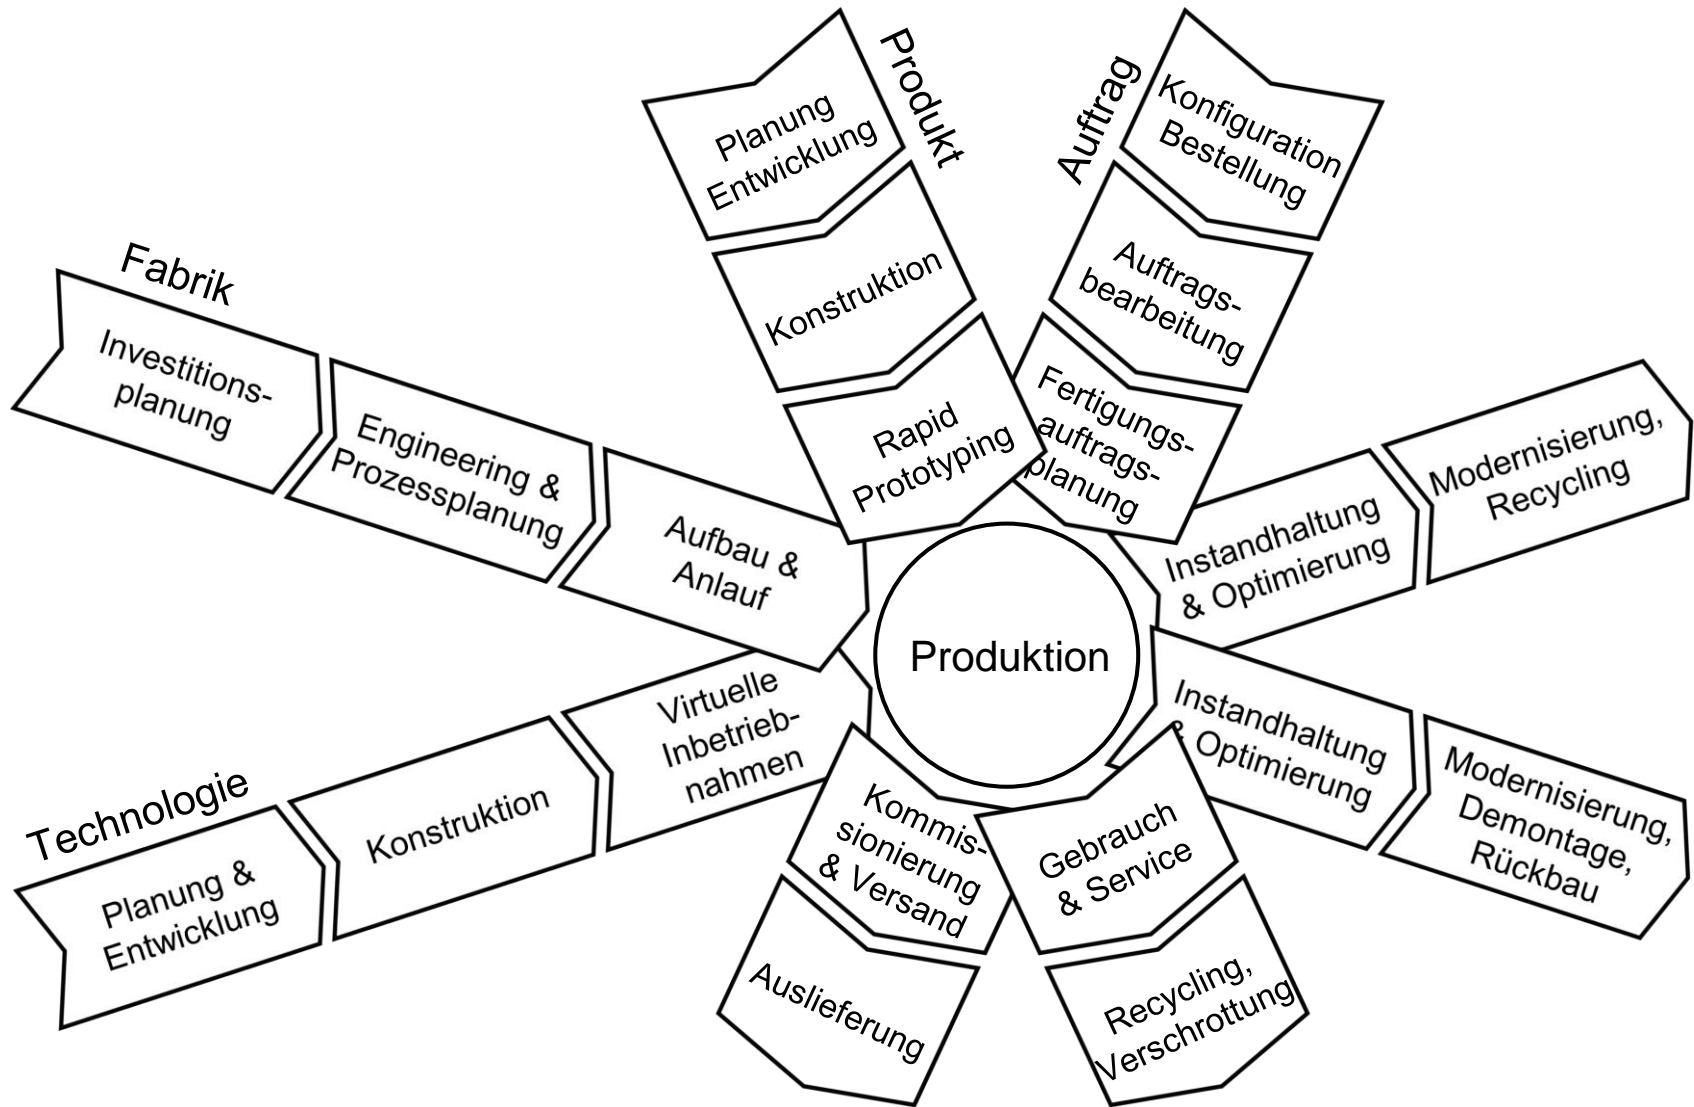 Produkt
Planung
Entwicklung
Konstruktion
Rapid
Prototyping
Auftrag
Konfiguration
Bestellung
Auftrags-
bearbeitung
Fertigungs-
auftrags-
planung
Fabrik
Investitions-
planung
Engineering &
Prozessplanung
Aufbau &
Anlauf
Technologie
Planung &
Entwicklung
Konstruktion
Virtuelle
Inbetrieb-
nahmen
Produktion
Instandhaltung
& Optimierung
Modernisierung,
Recycling
Instandhaltung
& Optimierung
Modernisierung,
Demontage,
Rückbau
Kommis-
sionierung
& Versand
Auslieferung
Gebrauch
& Service
Recycling,
Verschrottung